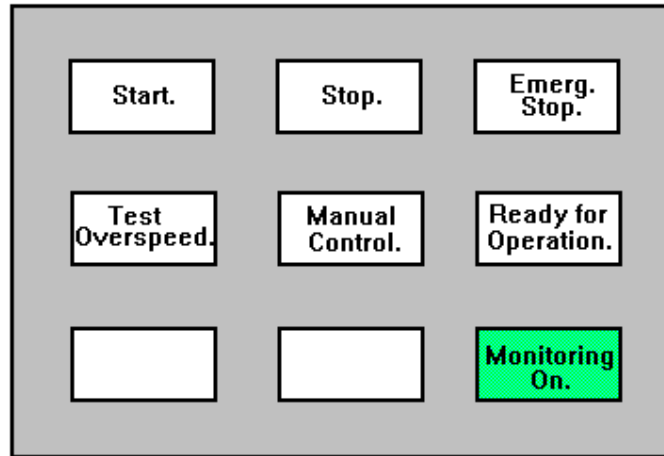 Start.
Stop.
Emerg.
Stop.
Test
Overspeed.
Manual
Control.
Ready for
Operation.
Monitoring
On.